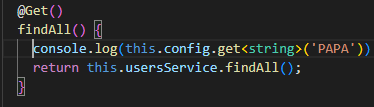 @Get()
findAll() {
console.log(this.config.get<string>('PAPA'))
return this.usersService.findAll();
}